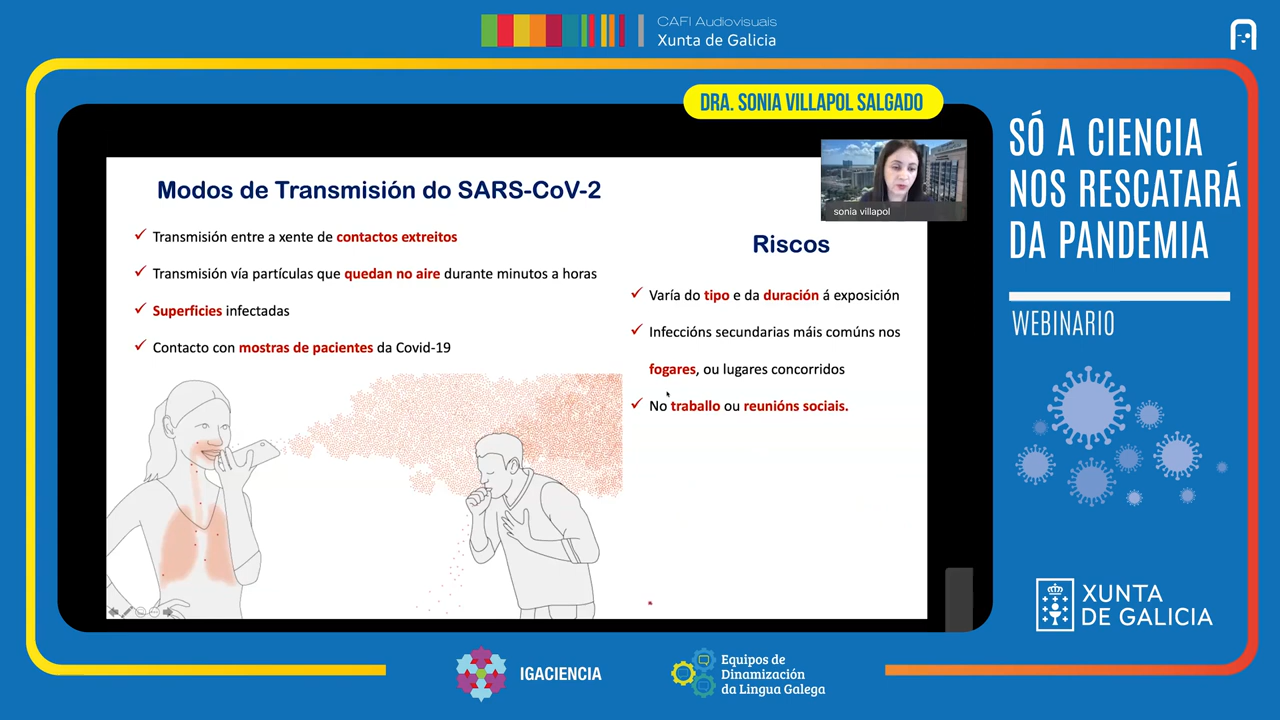 CAFI Audiovisuais
Xunta de Galicia
DRA. SONIA VILLAPOL SALGADO
sonia villapol
Modos de Transmisión do SARS-CoV-2
Transmisión entre a xente de contactos extreitos
Transmisión vía partículas que quedan no aire durante minutos a horas
Superficies infectadas
Contacto con mostras de pacientes da Covid-19
Riscos
Varía do tipo e da duración á exposición
Infeccións secundarias máis comúns nos
fogares, ou lugares concorridos
No traballo ou reunións sociais.
SÓ A CIENCIA
NOS RESCATARÁ
DA PANDEMIA
WEBINARIO
XUNTA
DE GALICIA
IGACIENCIA
Equipos de
Dinamización
da Lingua Galega